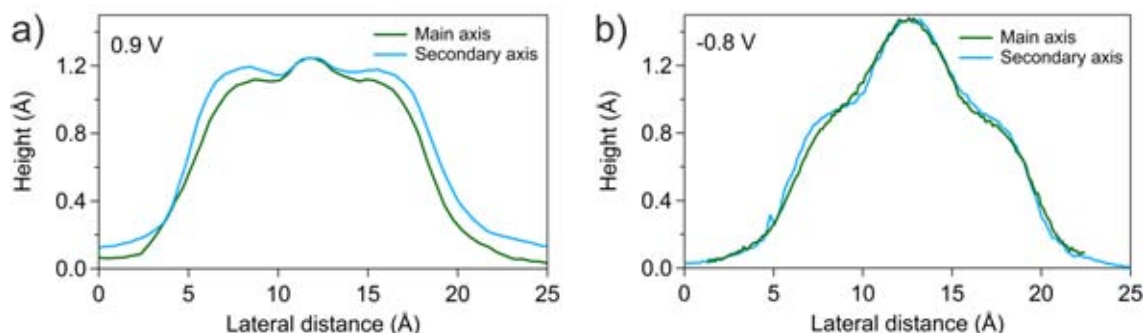 a)
0.9 V
Main axis
Secondary axis
Height (Å)
1.2
0.8
0.4
0.0
0 5 10 15 20 25
Lateral distance (Å)
b)
-0.8 V
Main axis
Secondary axis
Height (Å)
1.2
0.8
0.4
0.0
0 5 10 15 20 25
Lateral distance (Å)